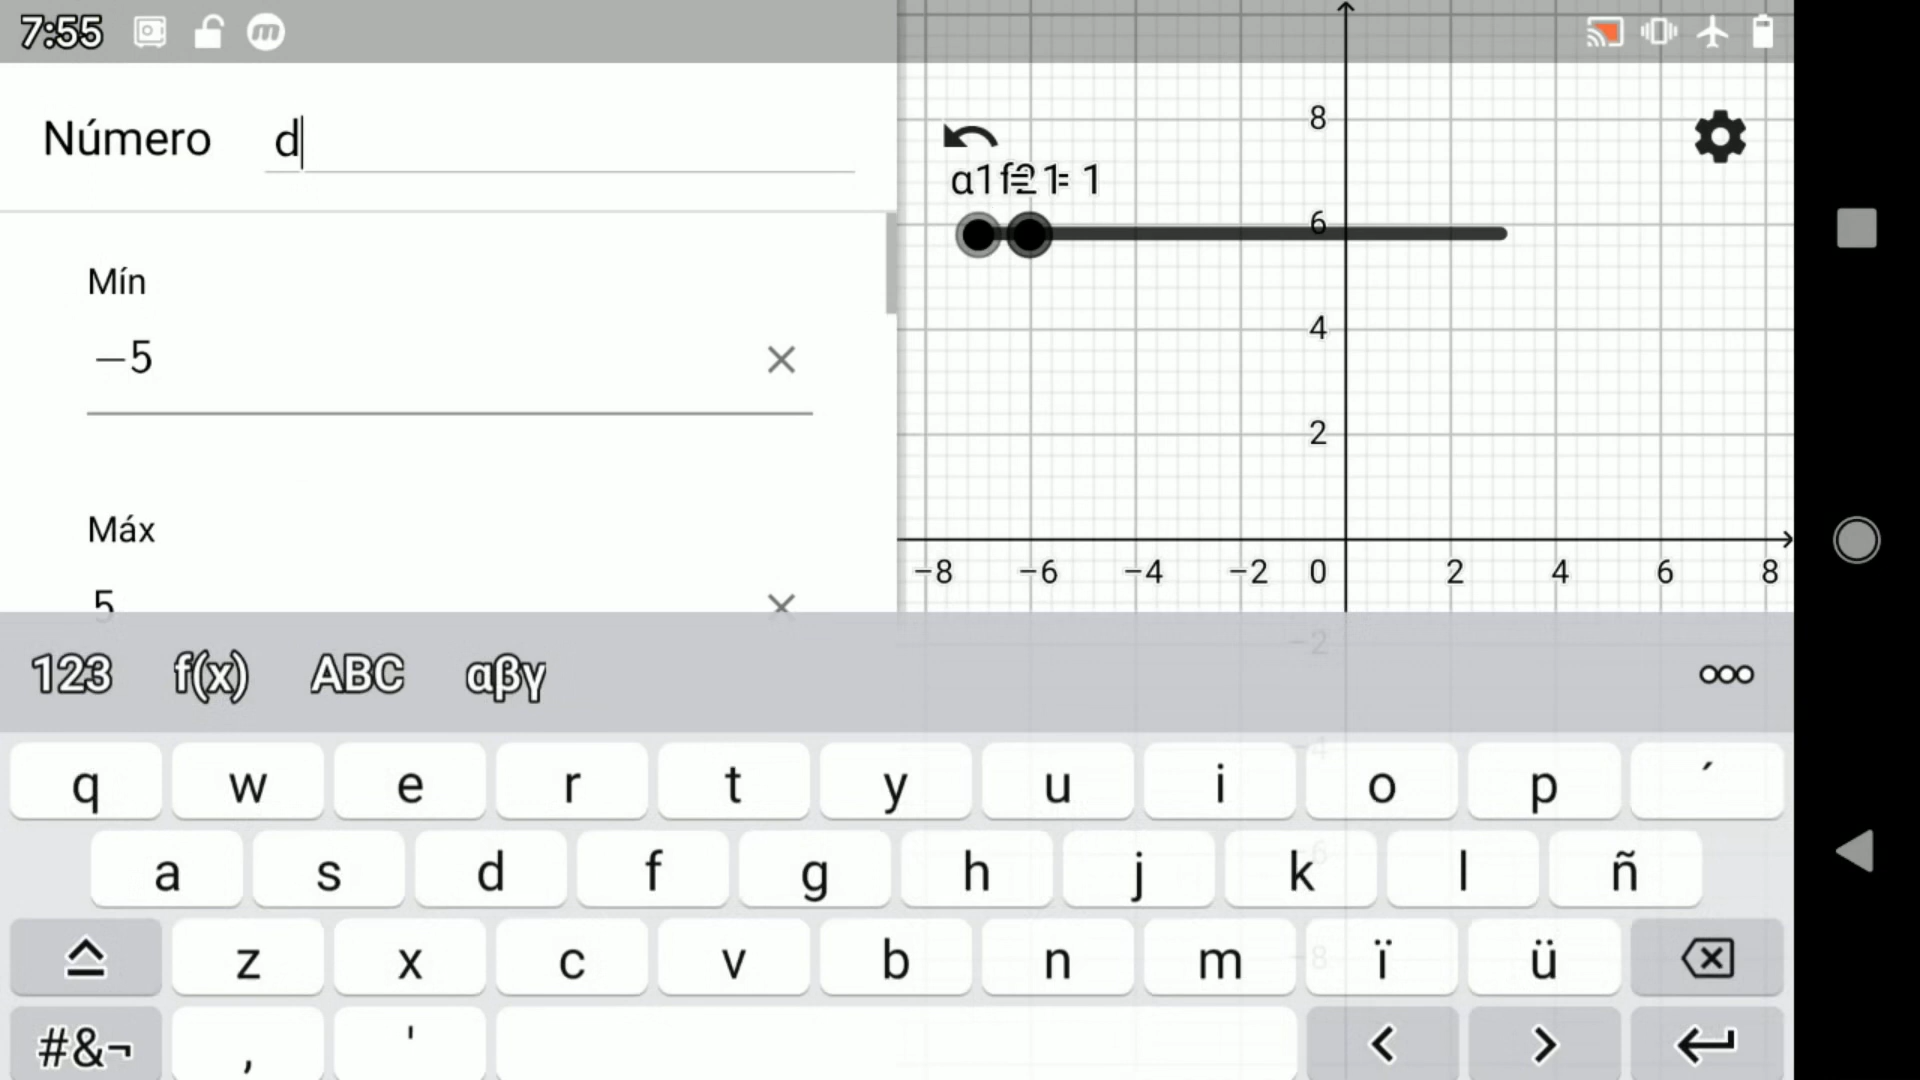 7:55
Número d
Mín
−5
Máx
5
8
6
4
2
−8 −6 −4 −2 0 2 4 6 8
−2
123 f(x) ABC αβγ
q w e r t y u i o p ´
a s d f g h j k l ñ
z x c v b n m ï ü
#&¬ , ' < >